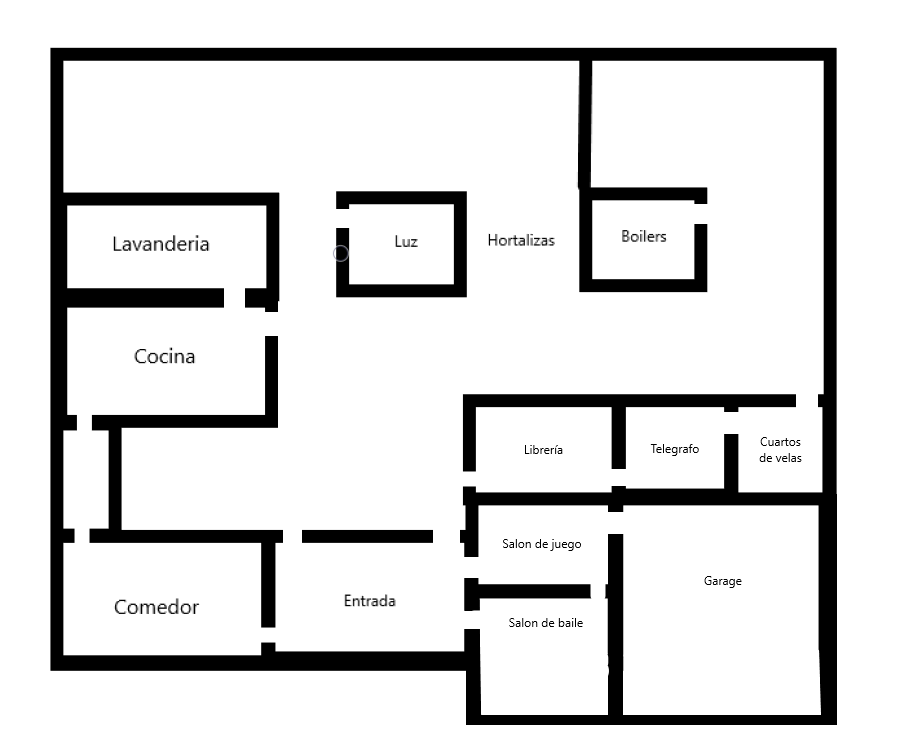 Lavanderia
Luz
Hortalizas
Boilers
Cocina
Librería
Telegrafo
Cuartos
de velas
Salon de juego
Garage
Comedor
Entrada
Salon de baile